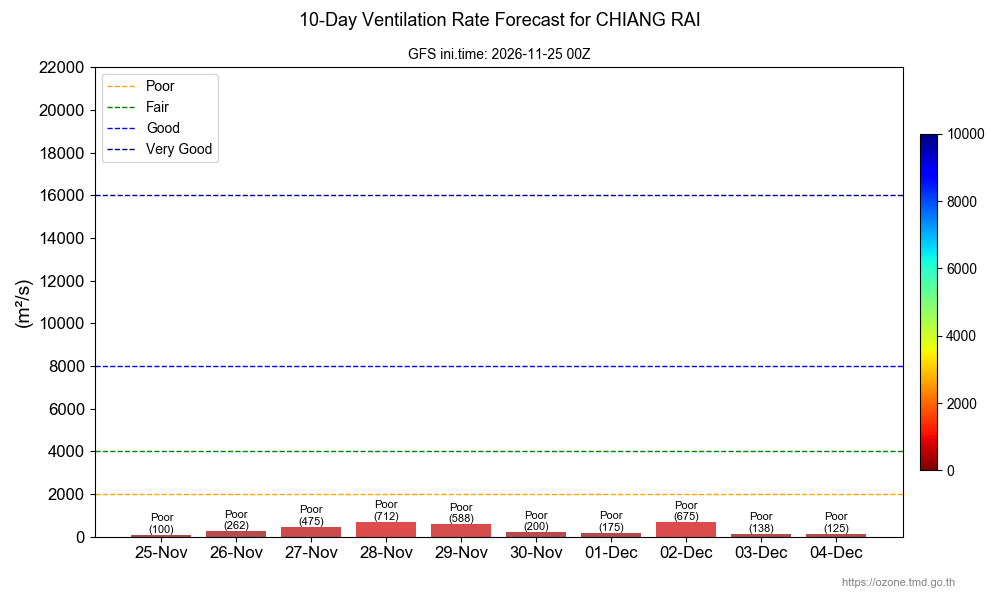 10-Day Ventilation Rate Forecast for CHIANG RAI
GFS ini.time: 2026-11-25 00Z
(m²/s)
22000
20000
18000
16000
14000
12000
10000
8000
6000
4000
2000
0
Poor
Fair
Good
Very Good
Poor
(100)
Poor
(262)
Poor
(475)
Poor
(712)
Poor
(588)
Poor
(200)
Poor
(175)
Poor
(675)
Poor
(138)
Poor
(125)
25-Nov 26-Nov 27-Nov 28-Nov 29-Nov 30-Nov 01-Dec 02-Dec 03-Dec 04-Dec
10000
8000
6000
4000
2000
0
https://ozone.tmd.go.th